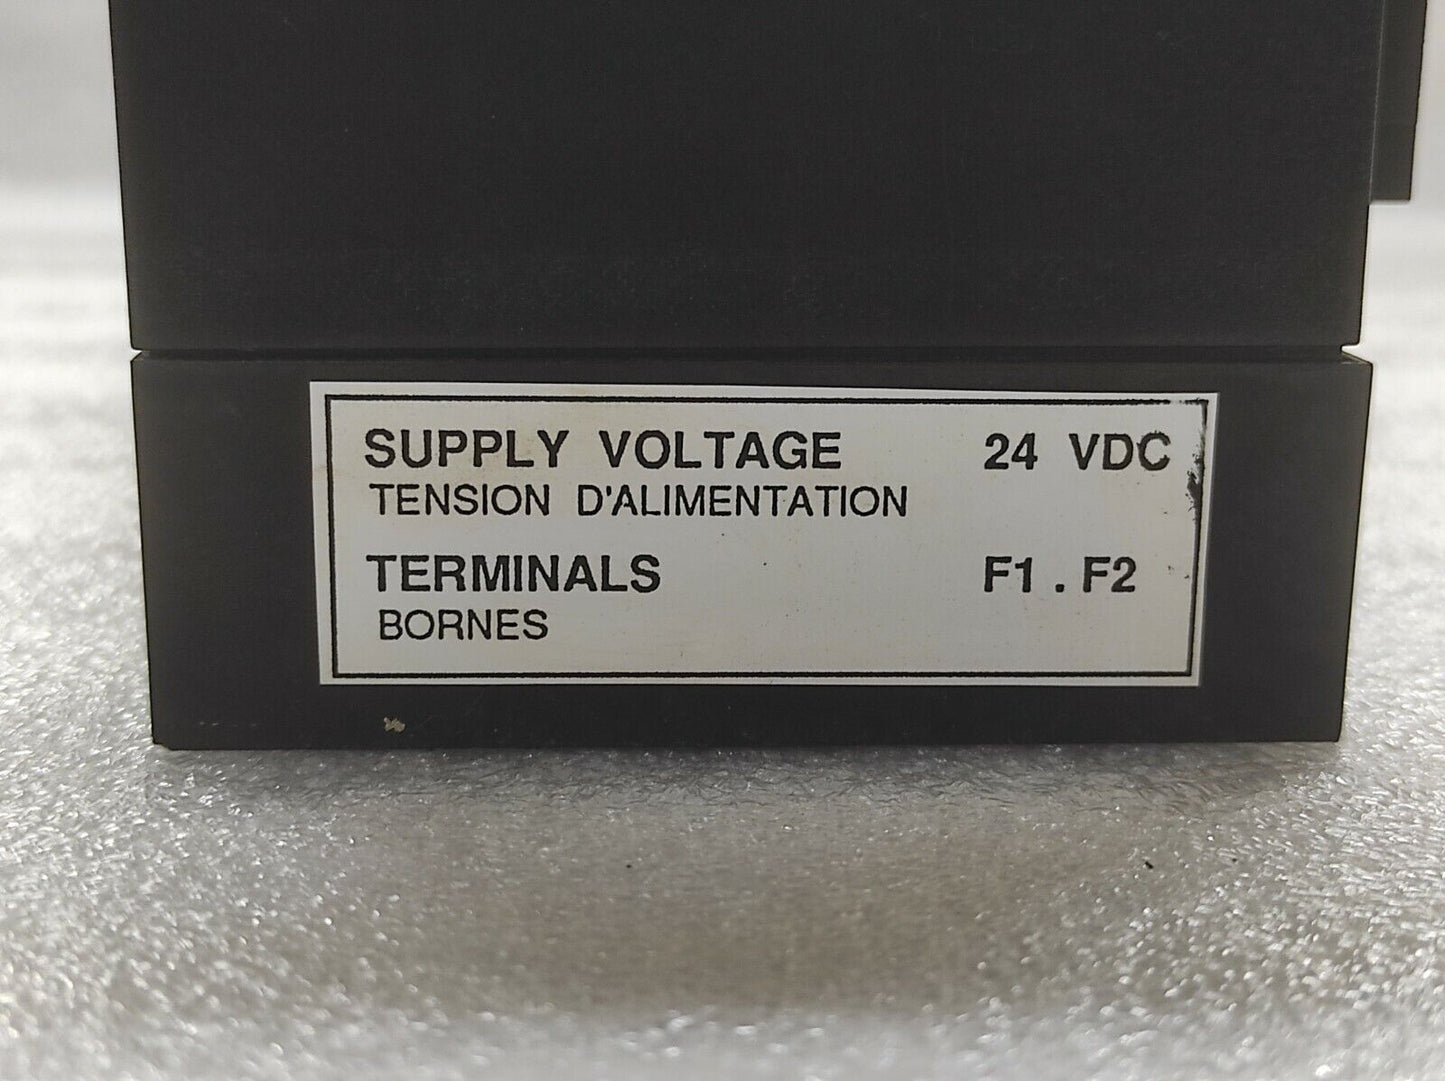 SUPPLY VOLTAGE 24 VDC
TENSION D'ALIMENTATION
TERMINALS F1 . F2
BORNES